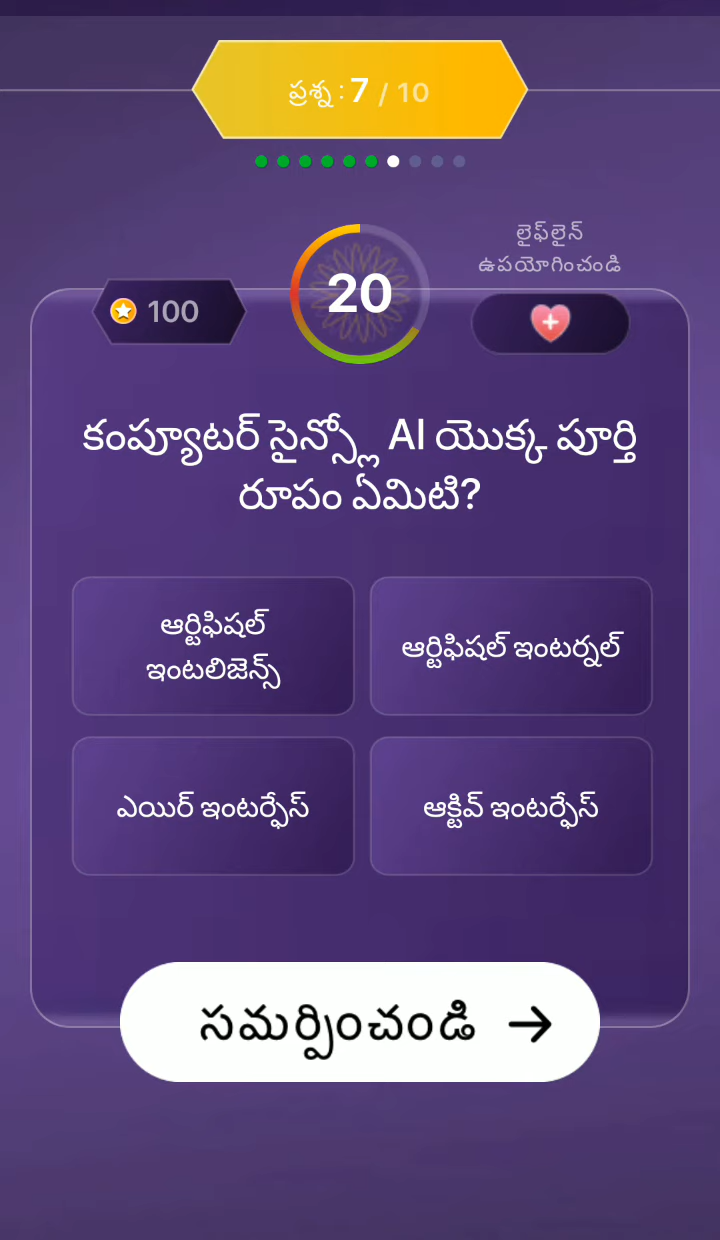 ప్రశ్న : 7 / 10
లైఫ్‌లైన్
ఉపయోగించండి
100
20
కంప్యూటర్ సైన్స్లో AI యొక్క పూర్తి
రూపం ఏమిటి?
ఆర్టిఫిషల్
ఇంటలిజెన్స్
ఆర్టిఫిషల్ ఇంటర్నల్
ఎయిర్ ఇంటర్ఫేస్
ఆక్టివ్ ఇంటర్ఫేస్
సమర్పించండి →